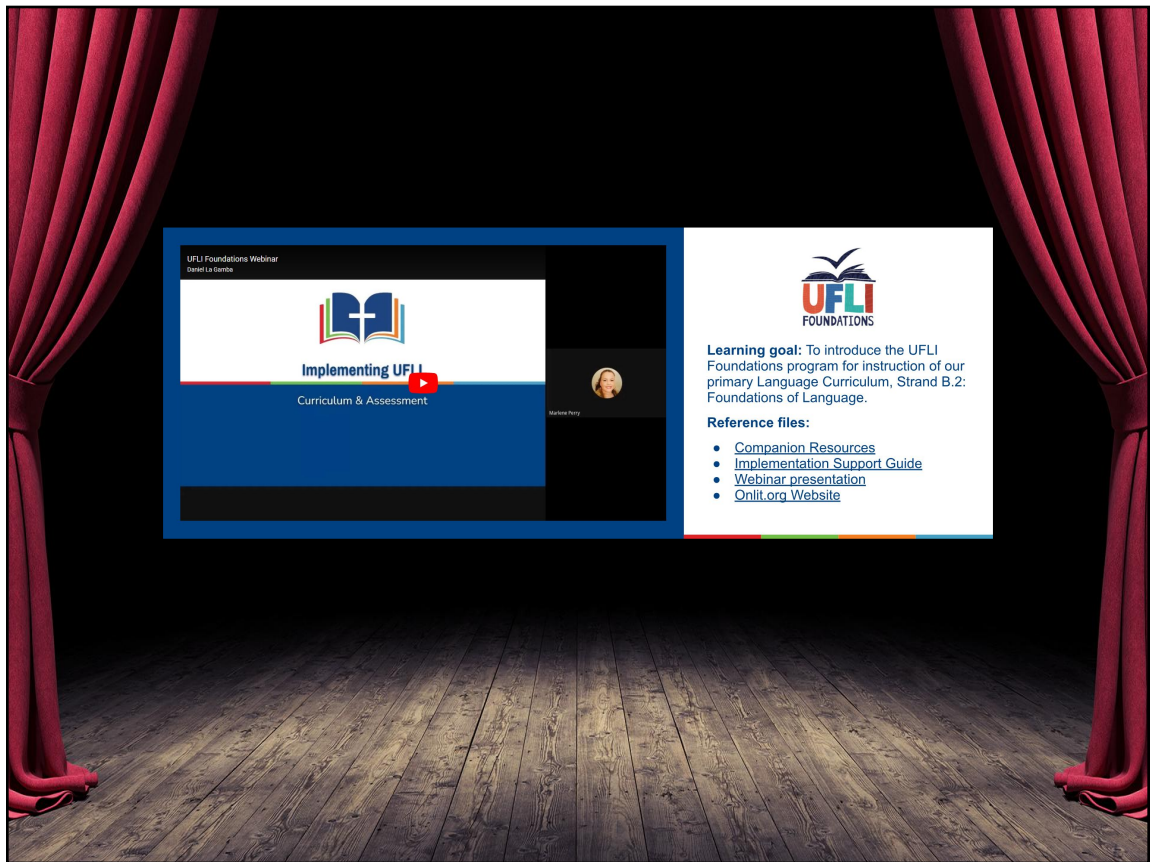 UFLI Foundations Webinar
Daniel La Gamba
Implementing UFLI
Curriculum & Assessment
Marlene Perry
UFLI
FOUNDATIONS
Learning goal: To introduce the UFLI
Foundations program for instruction of our
primary Language Curriculum, Strand B.2:
Foundations of Language.
Reference files:
● Companion Resources
● Implementation Support Guide
● Webinar presentation
● Onlit.org Website